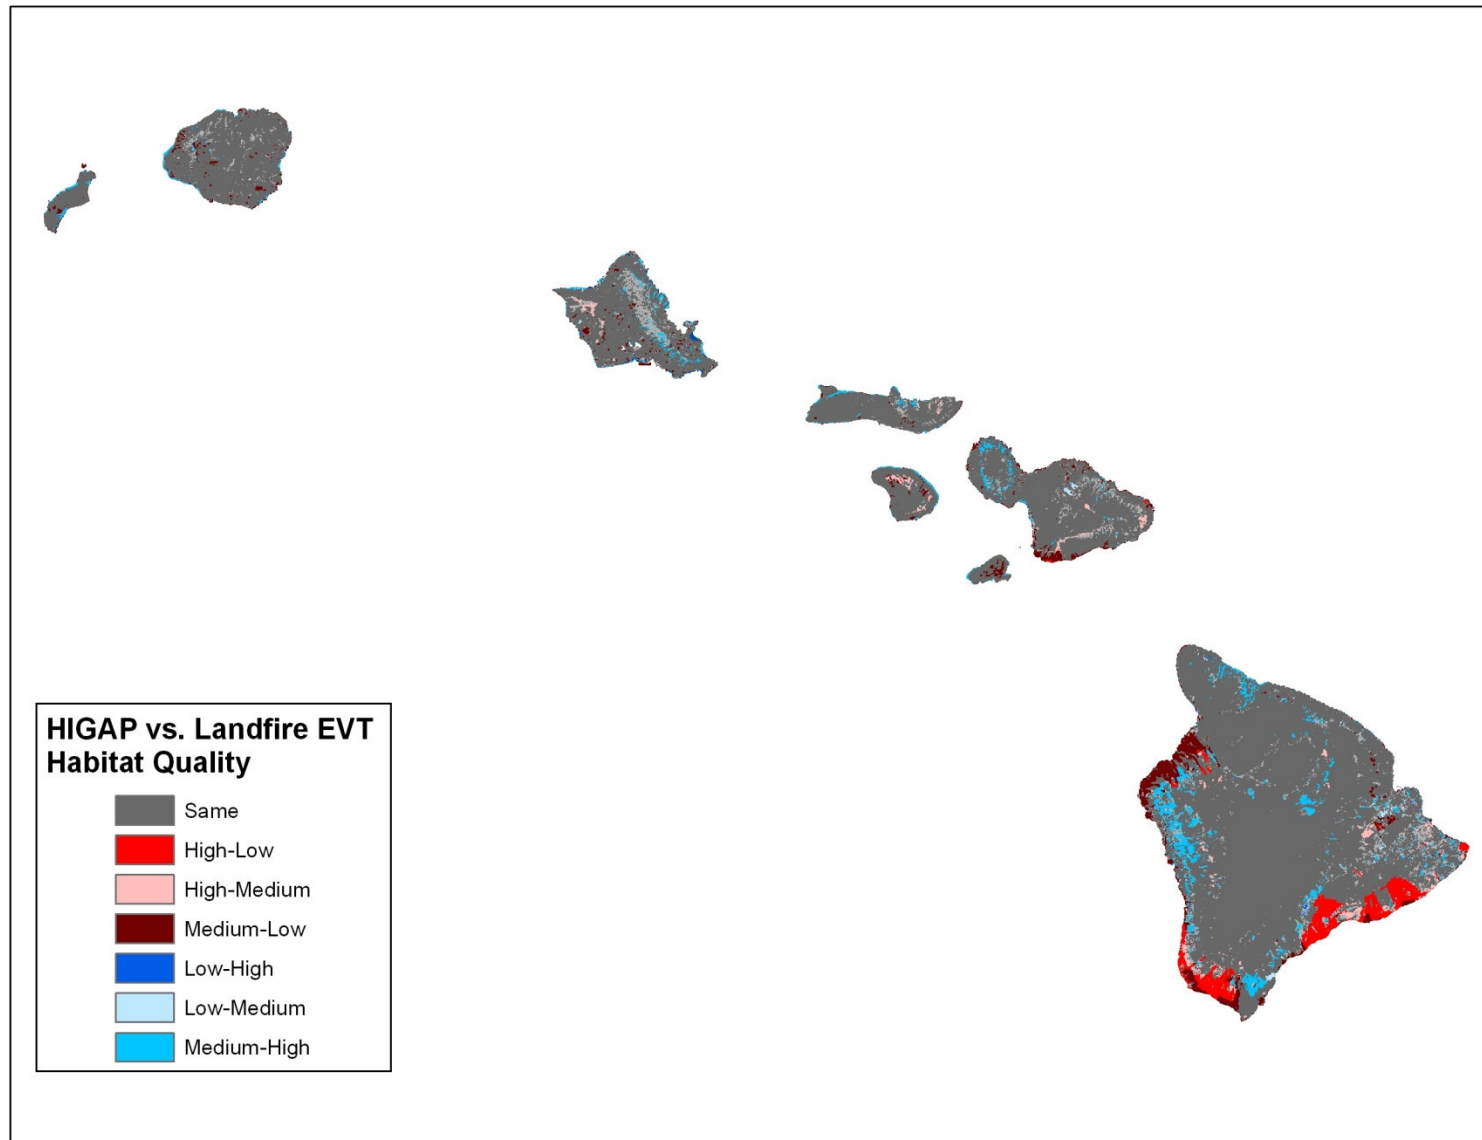 HIGAP vs. Landfire EVT
Habitat Quality
Same
High-Low
High-Medium
Medium-Low
Low-High
Low-Medium
Medium-High